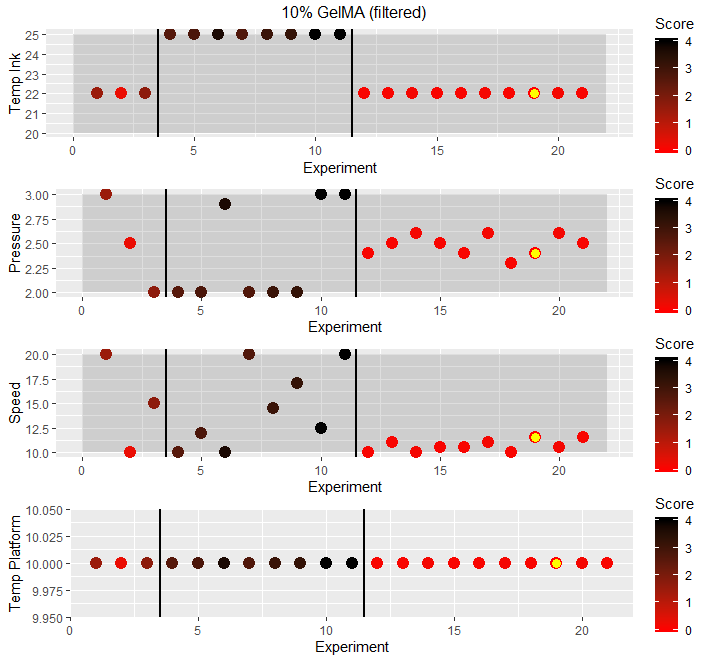 10% GelMA (filtered)
Score
4
3
2
1
0
Temp Ink
25
24
23
22
21
20
0 5 10 15 20
Experiment
Score
4
3
2
1
0
Pressure
3.00
2.75
2.50
2.25
2.00
0 5 10 15 20
Experiment
Score
4
3
2
1
0
Speed
20.0
17.5
15.0
12.5
10.0
0 5 10 15 20
Experiment
Score
4
3
2
1
0
Temp Platform
10.050
10.025
10.000
9.975
9.950
0 5 10 15 20
Experiment